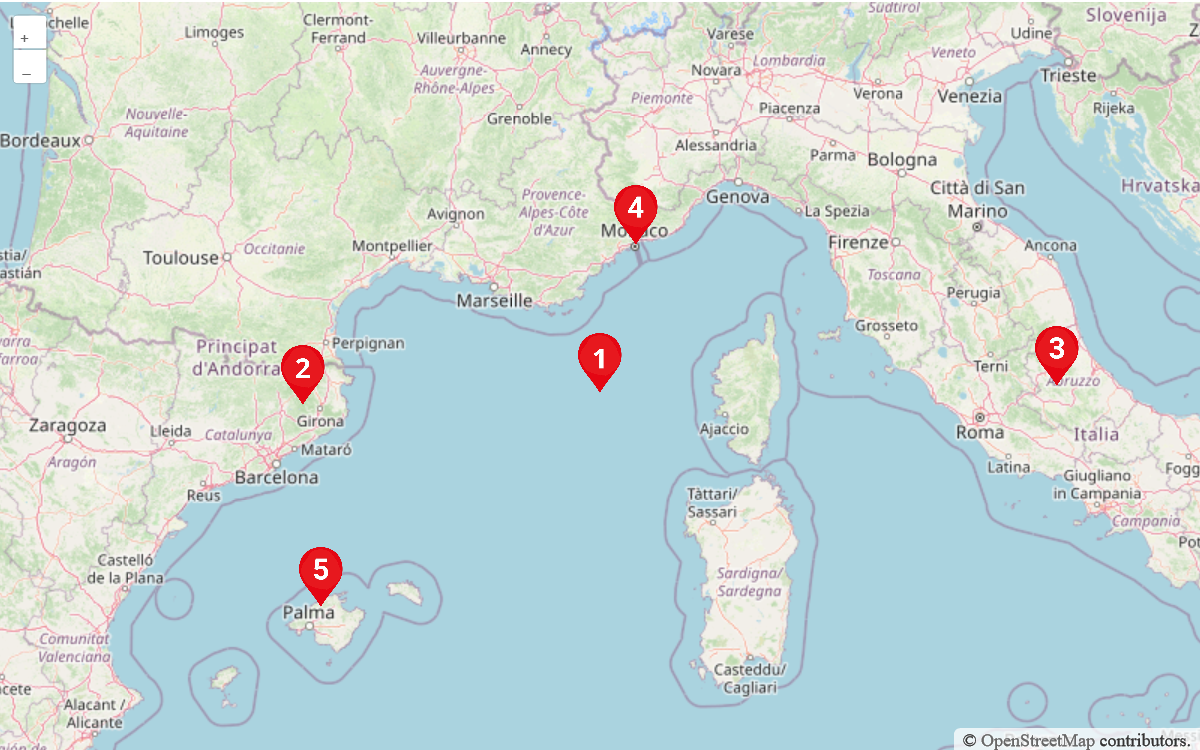 Clermont-
Ferrand
Limoges
Villeurbanne
Annecy
Varese
Südtirol
Udine
Slovenija
+
−
Auvergne-
Rhône-Alpes
Novara
Lombardia
Veneto
Trieste
Verona
Venezia
Rijeka
Nouvelle-
Aquitaine
Grenoble
Piemonte
Piacenza
Bordeaux
Alessandria
Parma
Bologna
Provence-
Alpes-Côte
d'Azur
Genova
Città di San
Marino
Hrvatska
La Spezia
Avignon
4
Monaco
Firenze
Ancona
Toulouse
Occitanie
Montpellier
Toscana
Marseille
Perugia
Grosseto
Principat
d'Andorra
Perpignan
2
1
3
Terni
Abruzzo
Zaragoza
Lleida
Catalunya
Girona
Ajaccio
Roma
Italia
Aragón
Mataró
Barcelona
Latina
Giugliano
in Campania
Reus
Tàttari/
Sassari
Campania
Castelló
de la Plana
5
Palma
Sardigna/
Sardegna
Comunitat
Valenciana
Casteddu/
Cagliari
Alacant /
Alicante
© OpenStreetMap contributors.